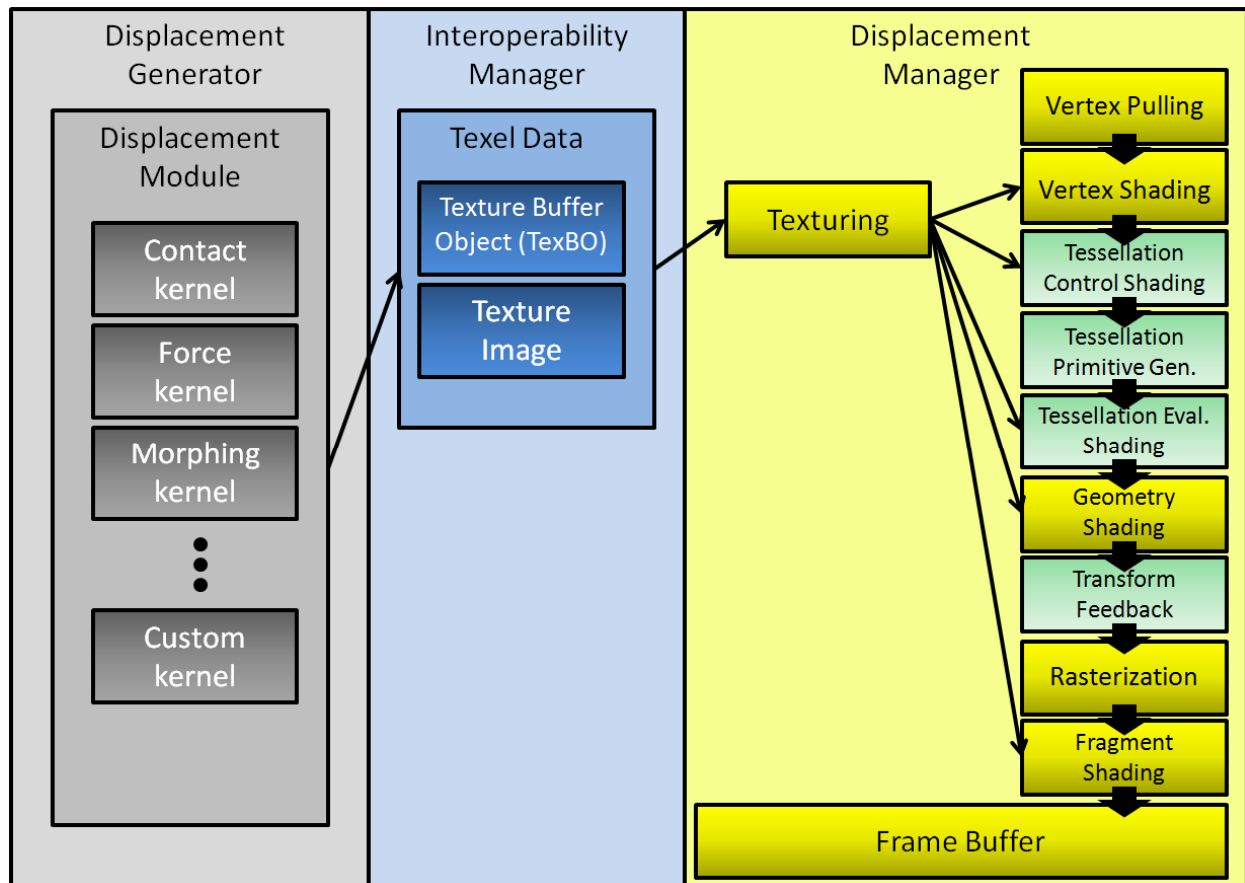 Displacement
Generator
Displacement
Module
Contact
kernel
Force
kernel
Morphing
kernel
Custom
kernel
Interoperability
Manager
Texel Data
Texture Buffer
Object (TexBO)
Texture
Image
Displacement
Manager
Texturing
Vertex Pulling
Vertex Shading
Tessellation
Control Shading
Tessellation
Primitive Gen.
Tessellation Eval.
Shading
Geometry
Shading
Transform
Feedback
Rasterization
Fragment
Shading
Frame Buffer